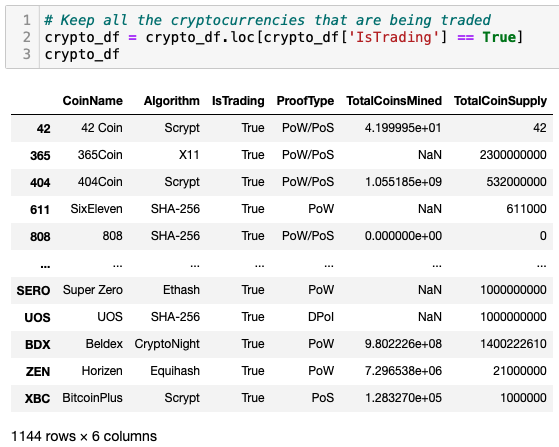 1 # Keep all the cryptocurrencies that are being traded
2 crypto_df = crypto_df.loc[crypto_df['IsTrading'] == True]
3 crypto_df
CoinName Algorithm IsTrading ProofType TotalCoinsMined TotalCoinSupply
42 42 Coin Scrypt True PoW/PoS 4.199995e+01 42
365 365Coin X11 True PoW/PoS NaN 2300000000
404 404Coin Scrypt True PoW/PoS 1.055185e+09 532000000
611 SixEleven SHA-256 True PoW NaN 611000
808 808 SHA-256 True PoW/PoS 0.000000e+00 0
... ... ... ... ... ... ...
SERO Super Zero Ethash True PoW NaN 1000000000
UOS UOS SHA-256 True DPoI NaN 1000000000
BDX Beldex CryptoNight True PoW 9.802226e+08 1400222610
ZEN Horizen Equihash True PoW 7.296538e+06 21000000
XBC BitcoinPlus Scrypt True PoS 1.283270e+05 1000000
1144 rows × 6 columns